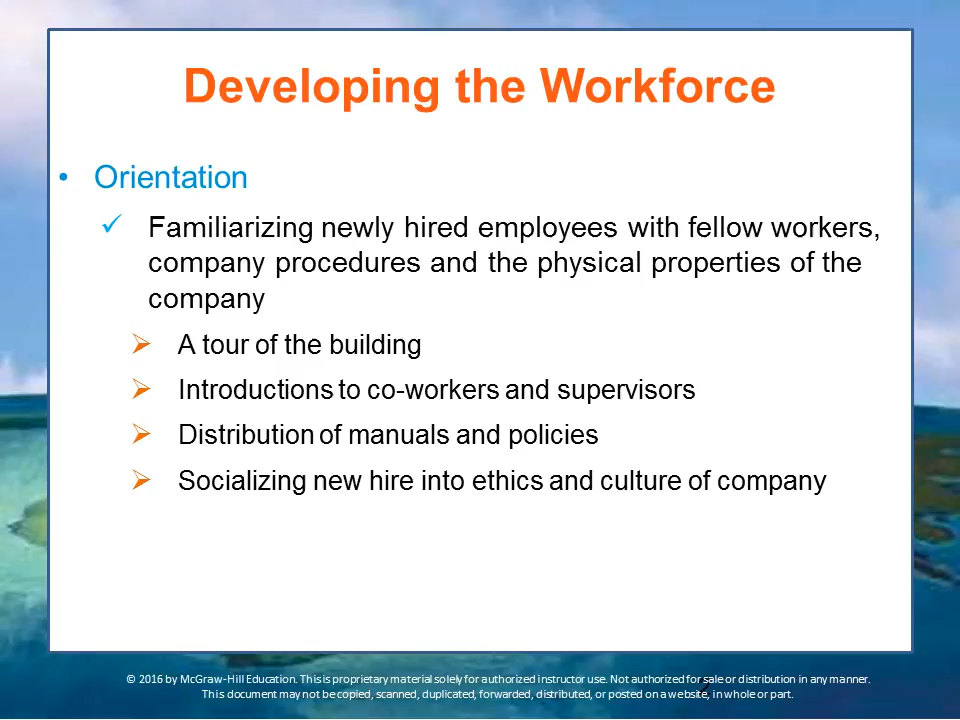 Developing the Workforce
• Orientation
✓ Familiarizing newly hired employees with fellow workers,
company procedures and the physical properties of the
company
➢ A tour of the building
➢ Introductions to co-workers and supervisors
➢ Distribution of manuals and policies
➢ Socializing new hire into ethics and culture of company
© 2016 by McGraw-Hill Education. This is proprietary material solely for authorized instructor use. Not authorized for sale or distribution in any manner.
This document may not be copied, scanned, duplicated, forwarded, distributed, or posted on a website, in whole or part.